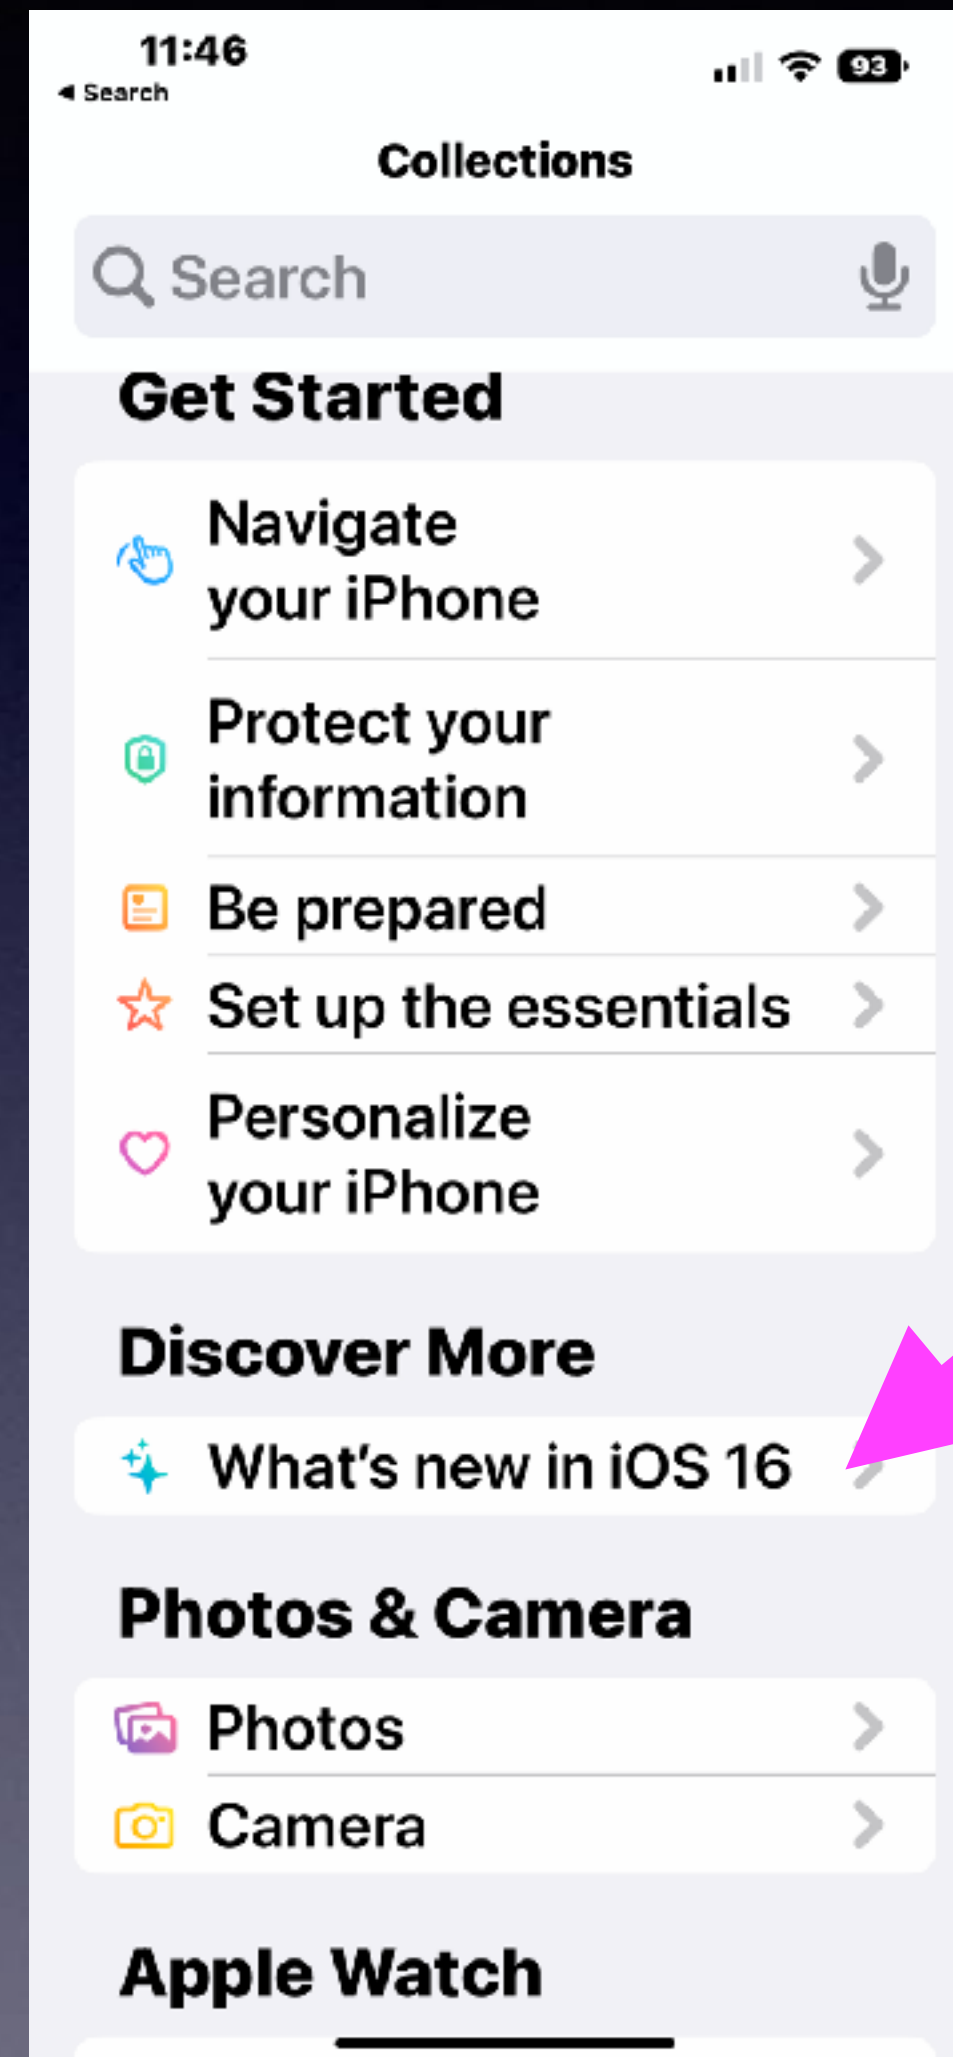 11:46
93
Search
Collections
Search
Get Started
Navigate
your iPhone
Protect your
information
Be prepared
Set up the essentials
Personalize
your iPhone
Discover More
What's new in iOS 16
Photos & Camera
Photos
Camera
Apple Watch